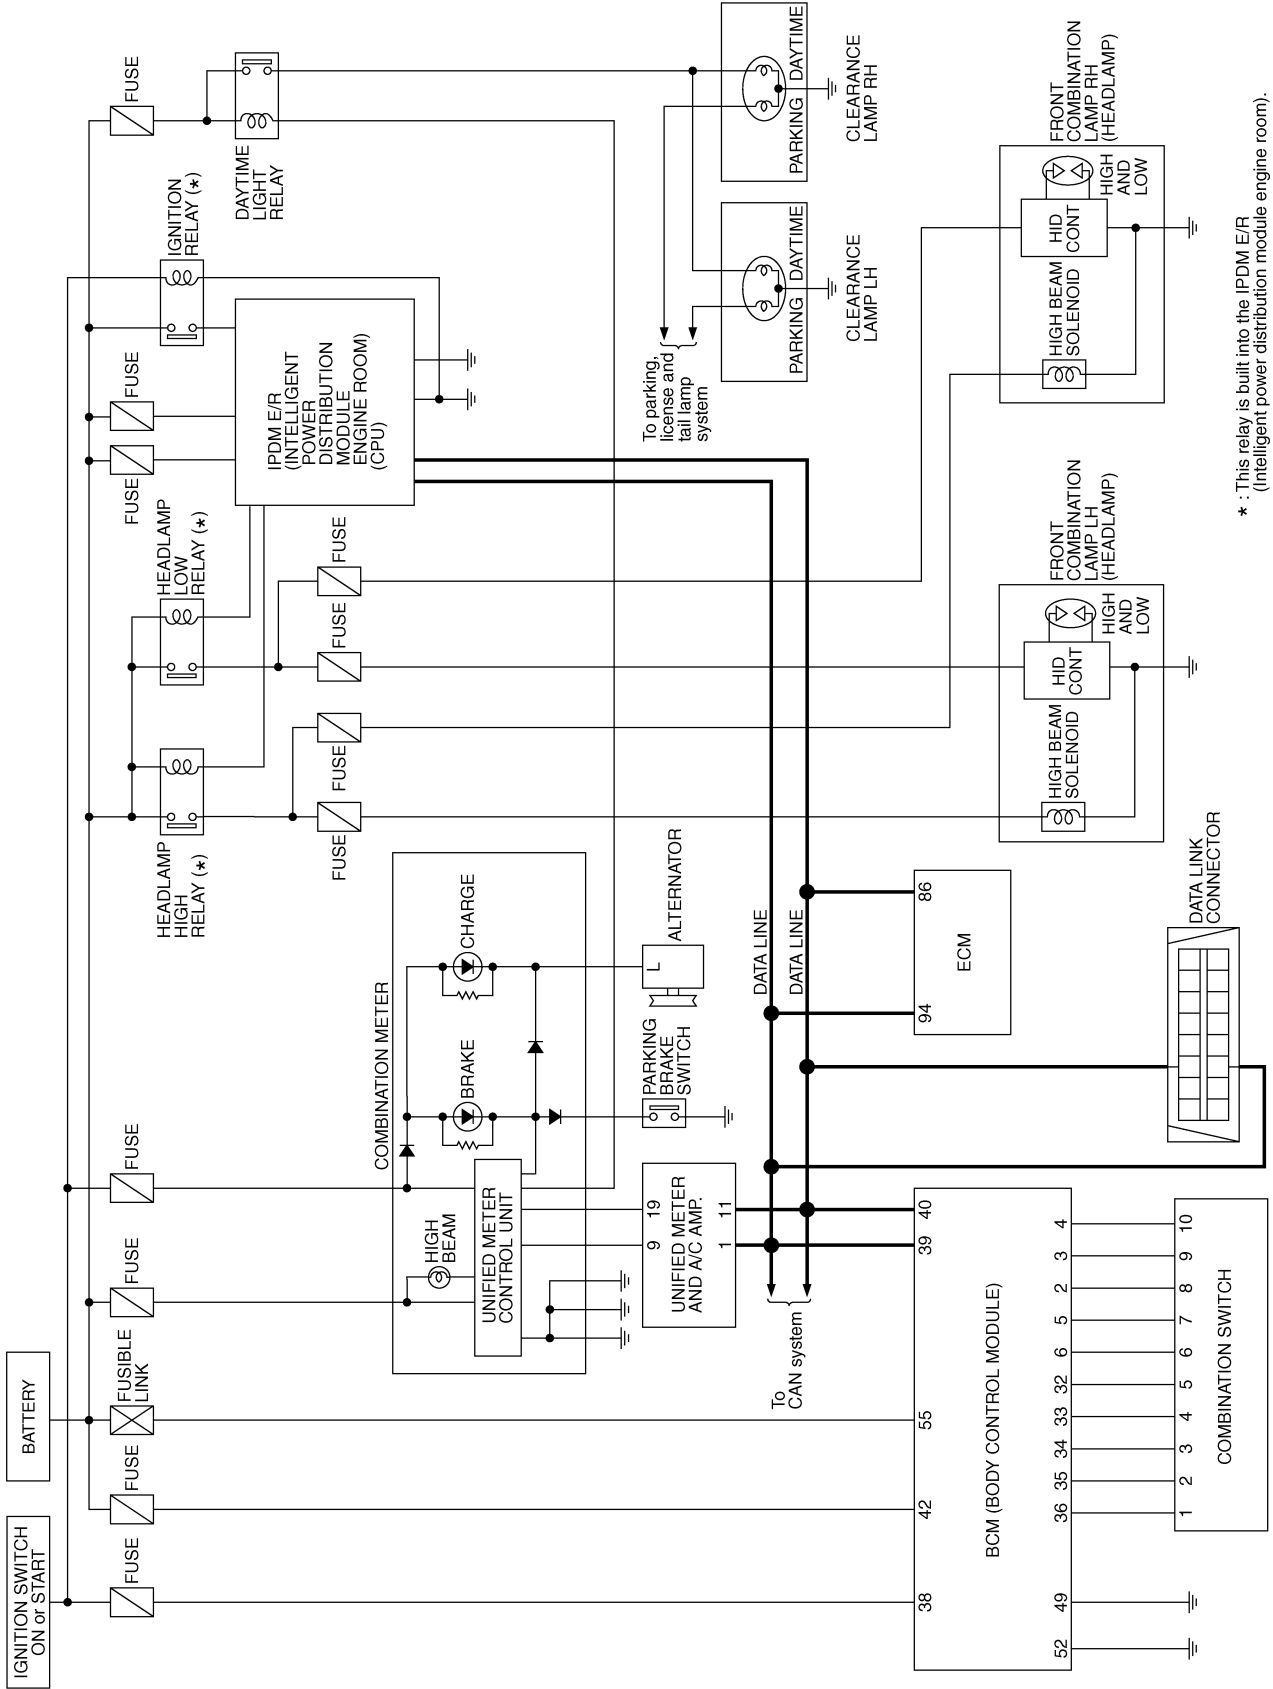 IGNITION SWITCH
ON or START
BATTERY
FUSE
FUSE
FUSIBLE
LINK
FUSE
FUSE
HEADLAMP
HIGH
RELAY (*)
HEADLAMP
LOW
RELAY (*)
FUSE
FUSE
IGNITION
RELAY (*)
FUSE
DAYTIME
LIGHT
RELAY
IPDM E/R
(INTELLIGENT
POWER
DISTRIBUTION
MODULE
ENGINE ROOM)
(CPU)
FUSE
FUSE
FUSE
FUSE
COMBINATION METER
HIGH
BEAM
BRAKE
CHARGE
UNIFIED METER
CONTROL UNIT
9
19
UNIFIED METER
AND A/C AMP.
1
11
PARKING
BRAKE
SWITCH
L
ALTERNATOR
To parking,
license and
tail lamp
system
PARKING
DAYTIME
CLEARANCE
LAMP LH
PARKING
DAYTIME
CLEARANCE
LAMP RH
DATA LINE
DATA LINE
To
CAN system
38
42
55
39
40
BCM (BODY CONTROL MODULE)
52
49
36
35
34
33
32
6
5
2
3
4
1
2
3
4
5
6
7
8
9
10
COMBINATION SWITCH
94
86
ECM
DATA LINK
CONNECTOR
HIGH BEAM
SOLENOID
HID
CONT
HIGH
AND
LOW
FRONT
COMBINATION
LAMP LH
(HEADLAMP)
HIGH BEAM
SOLENOID
HID
CONT
HIGH
AND
LOW
FRONT
COMBINATION
LAMP RH
(HEADLAMP)
* : This relay is built into the IPDM E/R
(Intelligent power distribution module engine room).